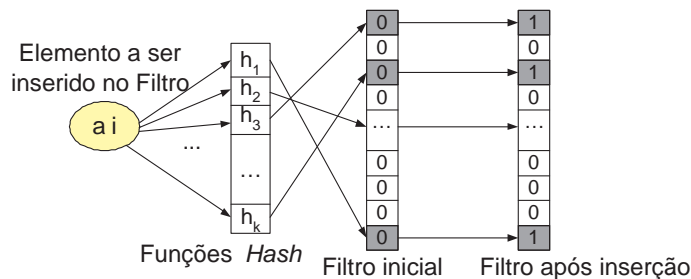 Elemento a ser
inserido no Filtro
a i
...
h1
h2
h3
...
hk
Funções Hash
0
0
0
0
...
0
0
0
0
Filtro inicial
1
0
1
0
...
0
0
0
1
Filtro após inserção